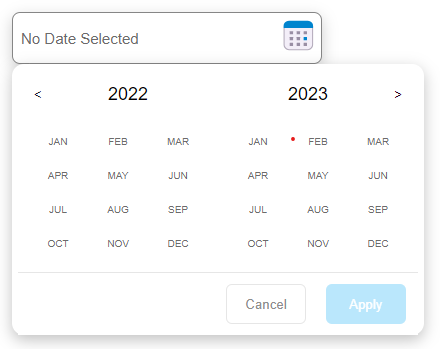 No Date Selected
< 2022 2023 >
JAN FEB MAR JAN FEB MAR
APR MAY JUN APR MAY JUN
JUL AUG SEP JUL AUG SEP
OCT NOV DEC OCT NOV DEC
Cancel Apply